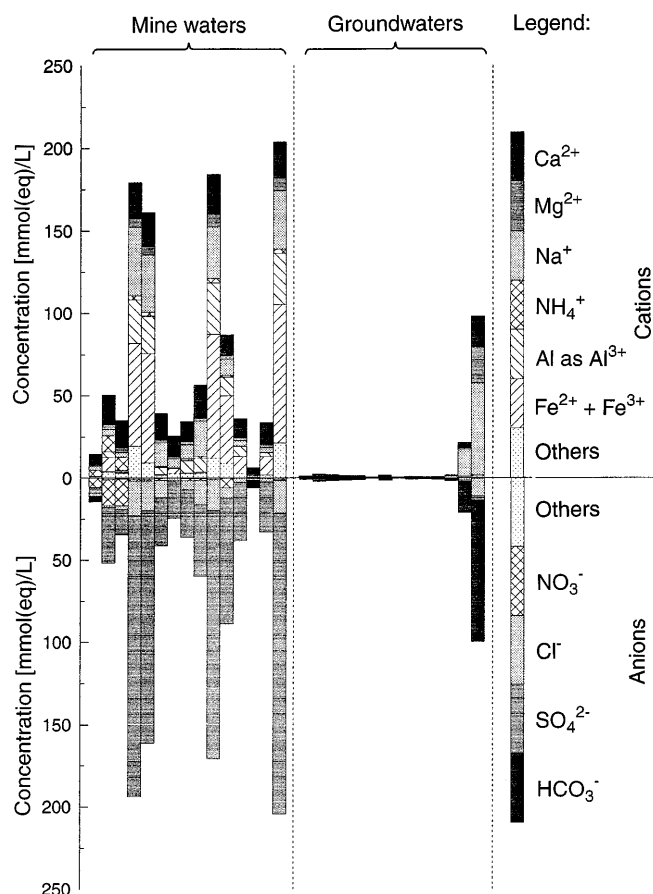 Mine waters
Groundwaters
Legend:
Concentration [mmol(eq)/L]
250
200
150
100
50
0
50
100
150
200
250
Concentration [mmol(eq)/L]
Ca²⁺
Mg²⁺
Na⁺
NH₄⁺
Al as Al³⁺
Fe²⁺ + Fe³⁺
Others
Cations
Others
NO₃⁻
Cl⁻
SO₄²⁻
HCO₃⁻
Anions